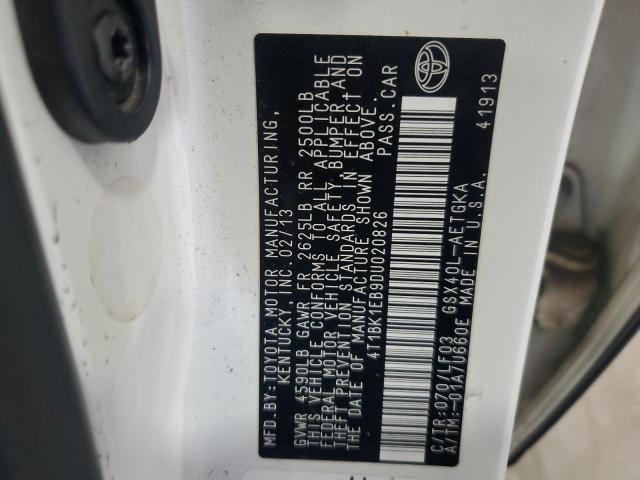 MFD.BY:TOYOTA MOTOR MANUFACTURING,
KENTUCKY, INC. 02/13
GVWR 4590LB GAWR FR 2625LB RR 2500LB
THIS VEHICLE CONFORMS TO ALL APPLICABLE
FEDERAL MOTOR VEHICLE SAFETY, BUMPER, AND
THEFT PREVENTION STANDARDS IN EFFECT ON
THE DATE OF MANUFACTURE SHOWN ABOVE.
4T1BK1EB9DU020826 PASS. CAR
C/TR:070/LF03 GSX40L-AETGKA
A/TM:-01A/U660E MADE IN U.S.A.
41913